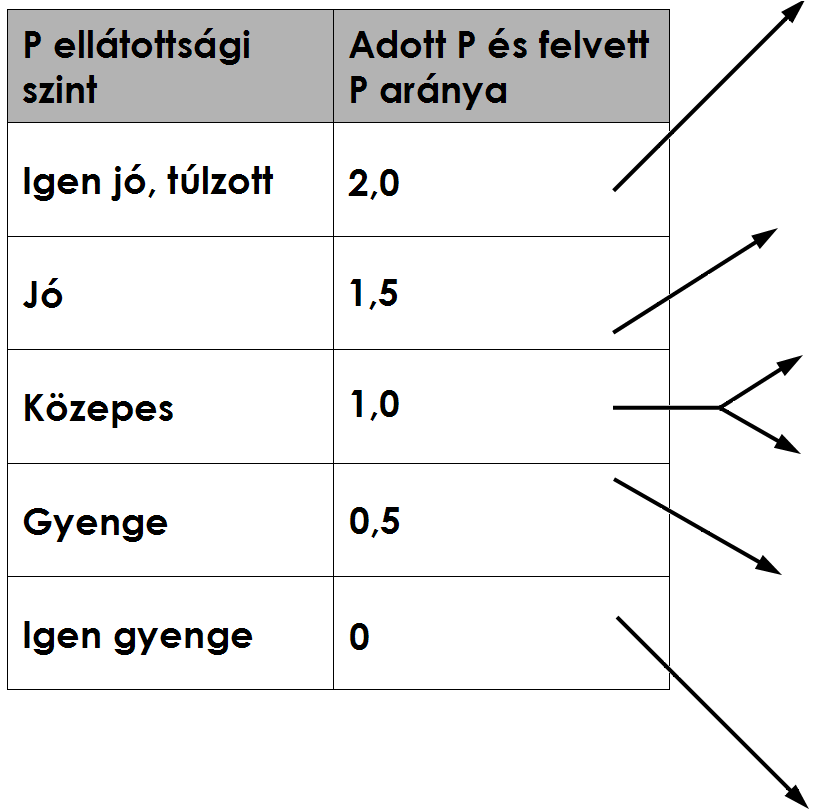 P ellátottsági
szint
Adott P és felvett
P aránya
Igen jó, túlzott
2,0
Jó
1,5
Közepes
1,0
Gyenge
0,5
Igen gyenge
0